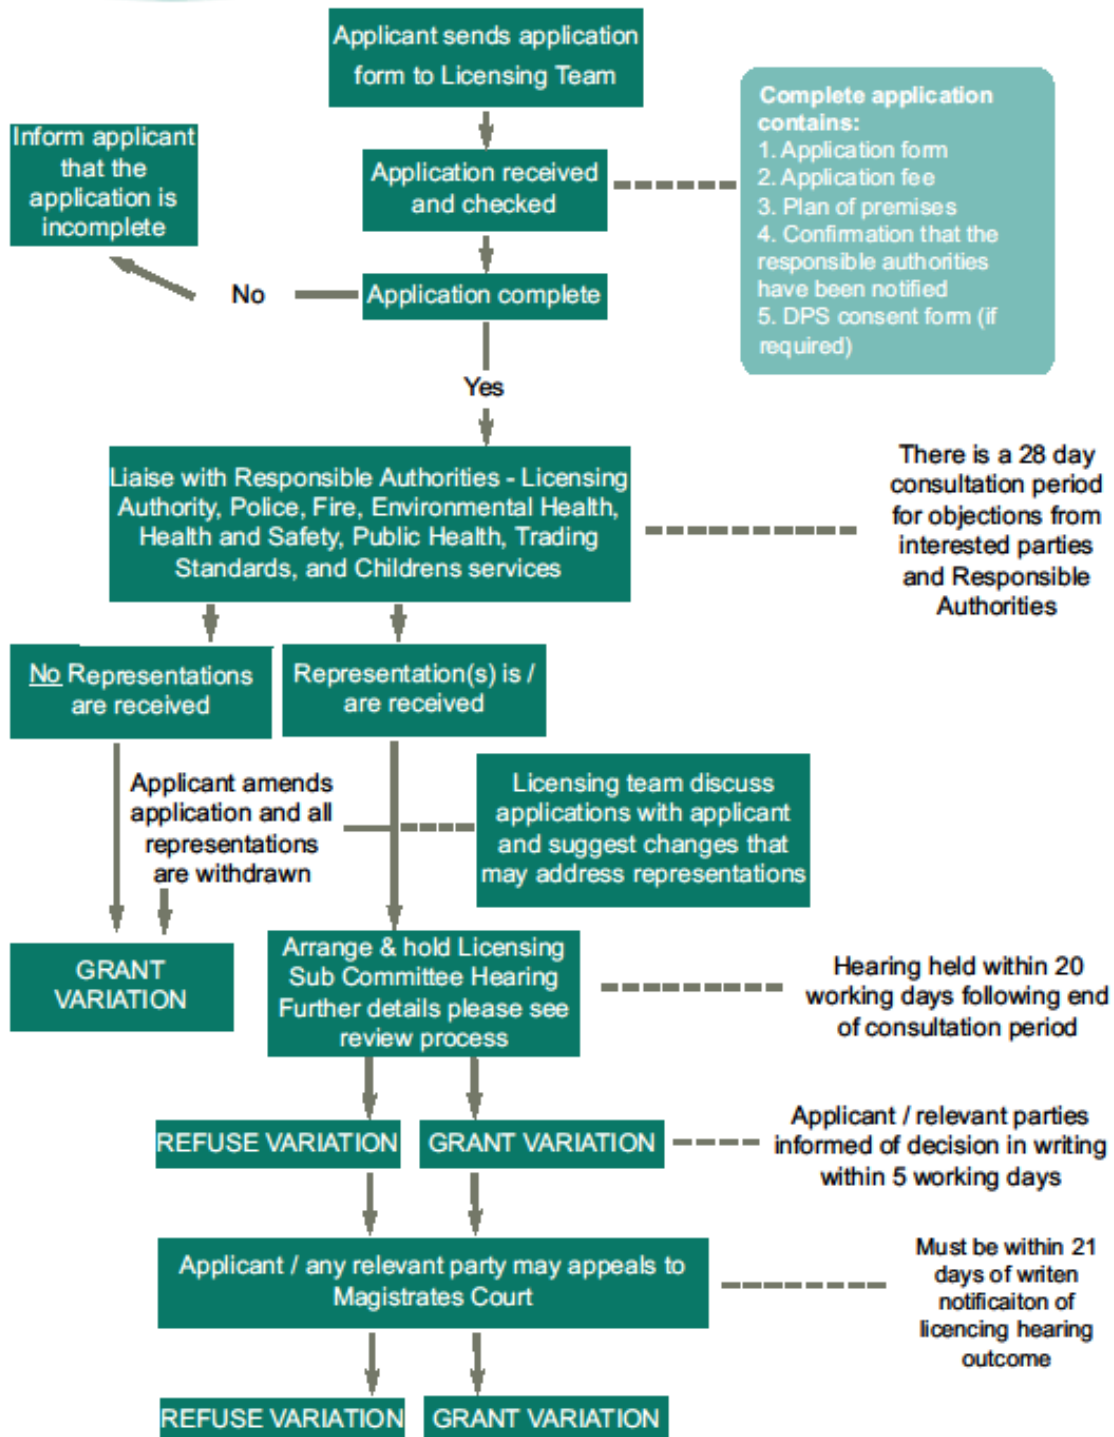 Applicant sends application
form to Licensing Team
Complete application
contains:
1. Application form
2. Application fee
3. Plan of premises
4. Confirmation that the
responsible authorities
have been notified
5. DPS consent form (if
required)
Inform applicant
that the
application is
incomplete
Application received
and checked
No
Application complete
Yes
Liaise with Responsible Authorities - Licensing
Authority, Police, Fire, Environmental Health,
Health and Safety, Public Health, Trading
Standards, and Childrens services
There is a 28 day
consultation period
for objections from
interested parties
and Responsible
Authorities
No Representations
are received
Representation(s) is /
are received
Applicant amends
application and all
representations
are withdrawn
Licensing team discuss
applications with applicant
and suggest changes that
may address representations
GRANT
VARIATION
Arrange & hold Licensing
Sub Committee Hearing
Further details please see
review process
Hearing held within 20
working days following end
of consultation period
REFUSE VARIATION
GRANT VARIATION
Applicant / relevant parties
informed of decision in writing
within 5 working days
Applicant / any relevant party may appeals to
Magistrates Court
Must be within 21
days of writen
notificaiton of
licencing hearing
outcome
REFUSE VARIATION
GRANT VARIATION